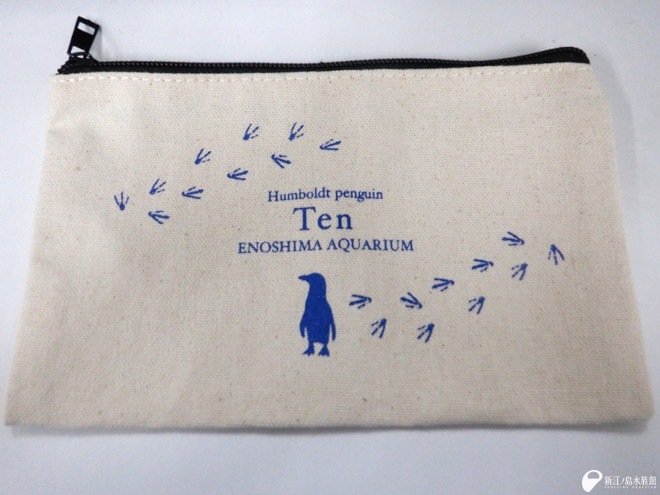 Humboldt penguin
Ten
ENOSHIMA AQUARIUM
新江ノ島水族館